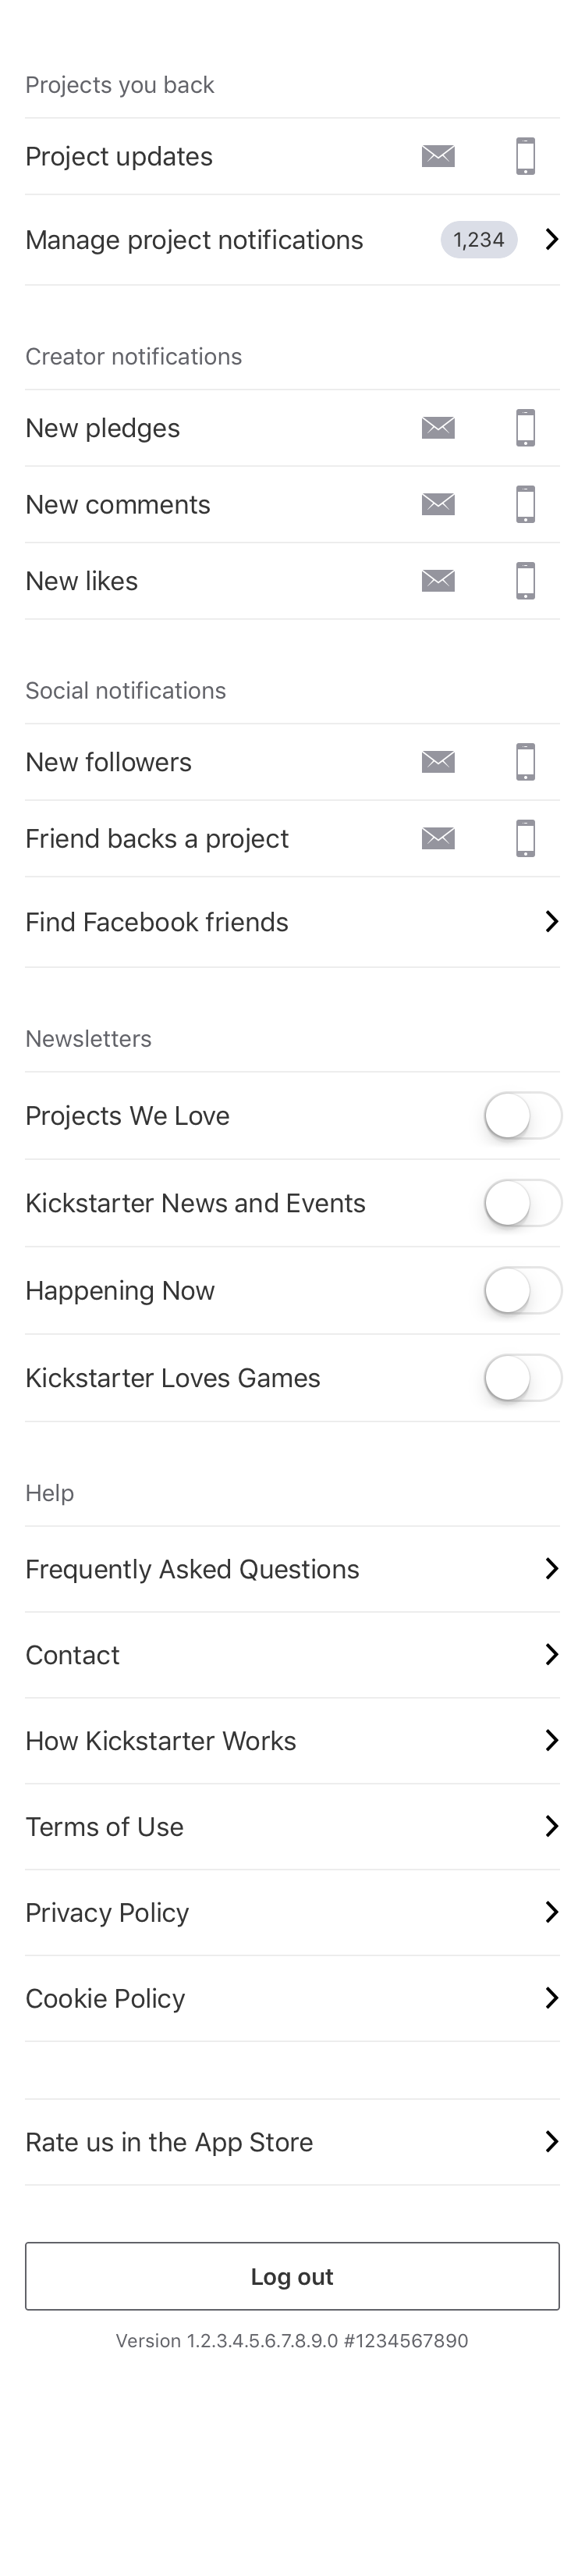 Projects you back
Project updates
Manage project notifications 1,234
Creator notifications
New pledges
New comments
New likes
Social notifications
New followers
Friend backs a project
Find Facebook friends
Newsletters
Projects We Love
Kickstarter News and Events
Happening Now
Kickstarter Loves Games
Help
Frequently Asked Questions
Contact
How Kickstarter Works
Terms of Use
Privacy Policy
Cookie Policy
Rate us in the App Store
Log out
Version 1.2.3.4.5.6.7.8.9.0 #1234567890